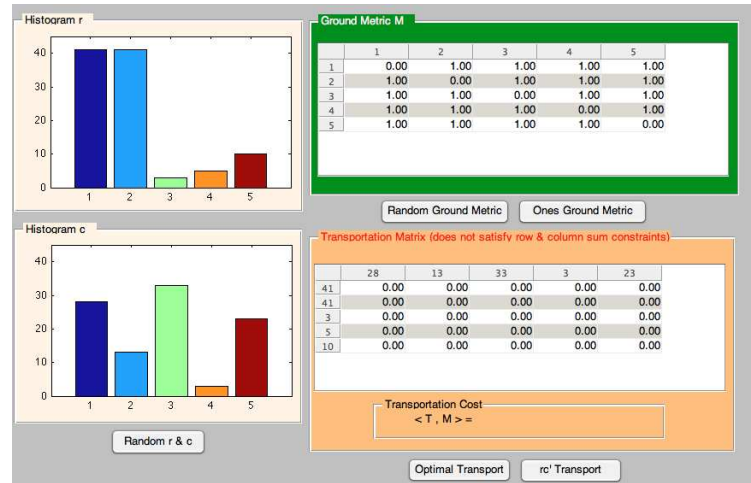 Histogram r
40
30
20
10
0
1 2 3 4 5
Ground Metric M
1 2 3 4 5
1 0.00 1.00 1.00 1.00 1.00
2 1.00 0.00 1.00 1.00 1.00
3 1.00 1.00 0.00 1.00 1.00
4 1.00 1.00 1.00 0.00 1.00
5 1.00 1.00 1.00 1.00 0.00
Random Ground Metric Ones Ground Metric
Histogram c
40
30
20
10
0
1 2 3 4 5
Random r & c
Transportation Matrix (does not satisfy row & column sum constraints)
28 13 33 3 23
41 0.00 0.00 0.00 0.00 0.00
41 0.00 0.00 0.00 0.00 0.00
3 0.00 0.00 0.00 0.00 0.00
5 0.00 0.00 0.00 0.00 0.00
10 0.00 0.00 0.00 0.00 0.00
Transportation Cost
< T , M > =
Optimal Transport rc' Transport